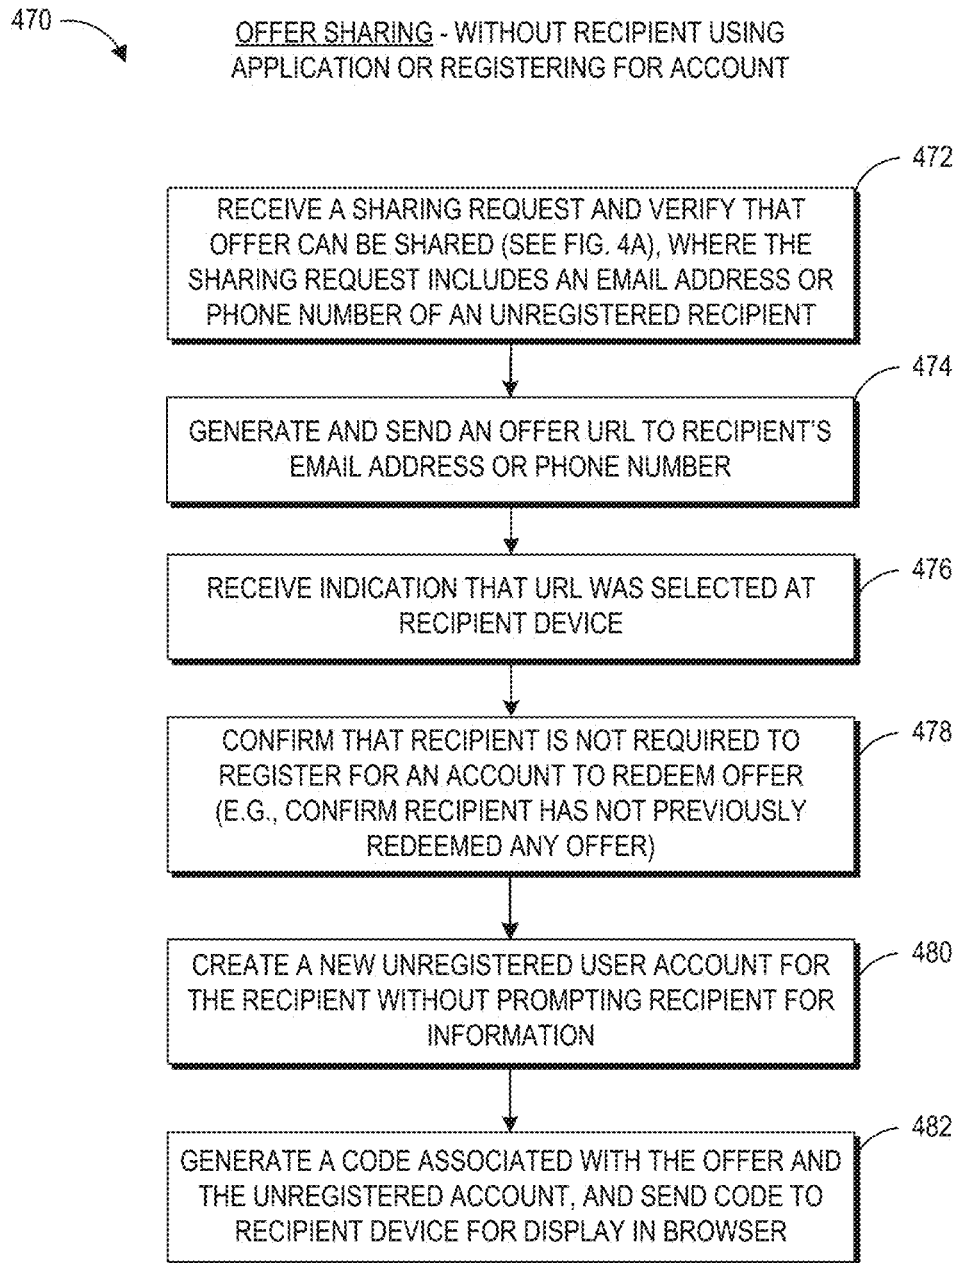 470
OFFER SHARING - WITHOUT RECIPIENT USING
APPLICATION OR REGISTERING FOR ACCOUNT
472
RECEIVE A SHARING REQUEST AND VERIFY THAT
OFFER CAN BE SHARED (SEE FIG. 4A), WHERE THE
SHARING REQUEST INCLUDES AN EMAIL ADDRESS OR
PHONE NUMBER OF AN UNREGISTERED RECIPIENT
474
GENERATE AND SEND AN OFFER URL TO RECIPIENT'S
EMAIL ADDRESS OR PHONE NUMBER
476
RECEIVE INDICATION THAT URL WAS SELECTED AT
RECIPIENT DEVICE
478
CONFIRM THAT RECIPIENT IS NOT REQUIRED TO
REGISTER FOR AN ACCOUNT TO REDEEM OFFER
(E.G., CONFIRM RECIPIENT HAS NOT PREVIOUSLY
REDEEMED ANY OFFER)
480
CREATE A NEW UNREGISTERED USER ACCOUNT FOR
THE RECIPIENT WITHOUT PROMPTING RECIPIENT FOR
INFORMATION
482
GENERATE A CODE ASSOCIATED WITH THE OFFER AND
THE UNREGISTERED ACCOUNT, AND SEND CODE TO
RECIPIENT DEVICE FOR DISPLAY IN BROWSER